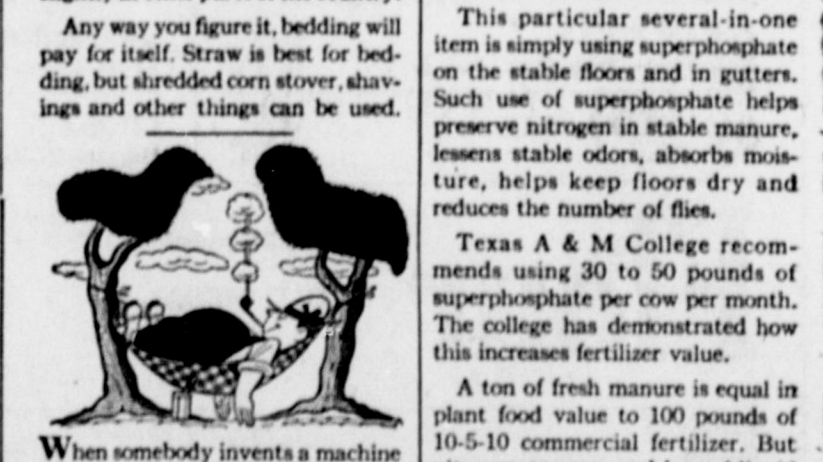 Any way you figure it, bedding will
pay for itself. Straw is best for bed-
ding, but shredded corn stover, shav-
ings and other things can be used.
When somebody invents a machine
This particular several-in-one
item is simply using superphosphate
on the stable floors and in gutters.
Such use of superphosphate helps
preserve nitrogen in stable manure,
lessens stable odors, absorbs mois-
ture, helps keep floors dry and
reduces the number of flies.
Texas A & M College recom-
mends using 30 to 50 pounds of
superphosphate per cow per month.
The college has demonstrated how
this increases fertilizer value.
A ton of fresh manure is equal in
plant food value to 100 pounds of
10-5-10 commercial fertilizer. But